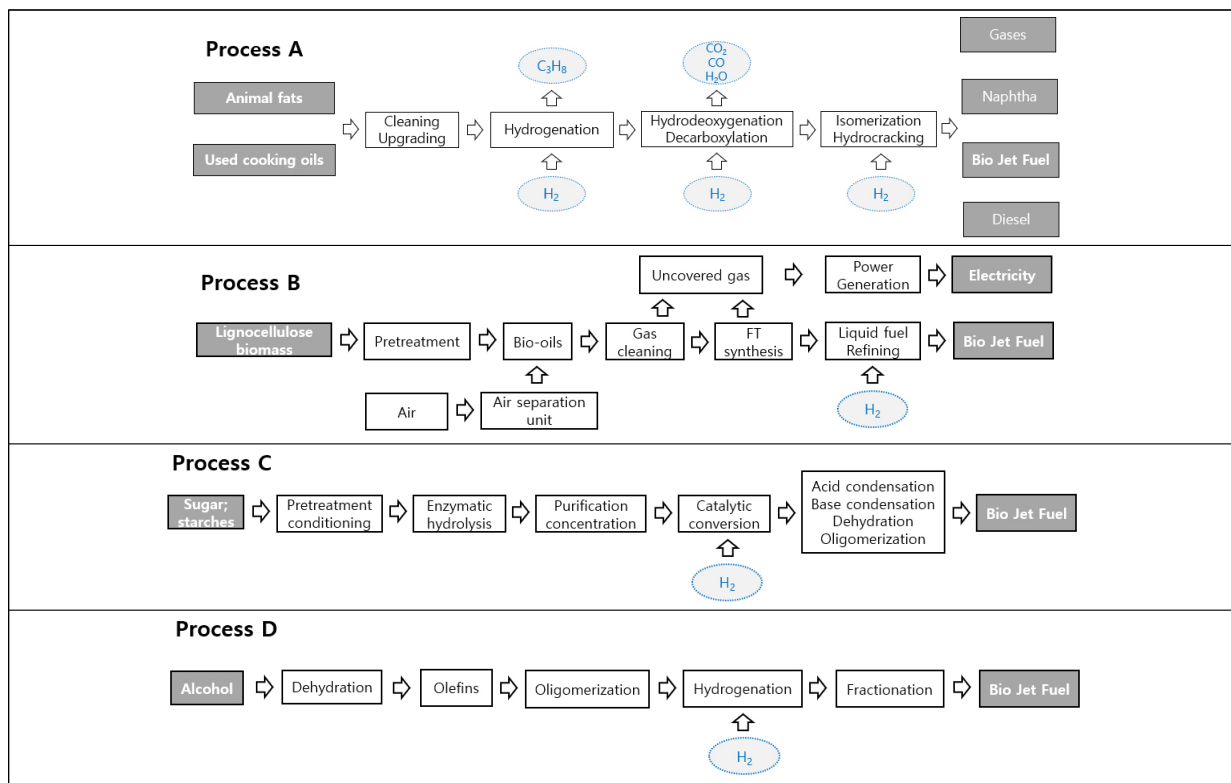 Process A
Animal fats
Used cooking oils
Cleaning
Upgrading
Hydrogenation
C₃H₈
H₂
Hydrodeoxygenation
Decarboxylation
CO₂
CO
H₂O
H₂
Isomerization
Hydrocracking
H₂
Gases
Naphtha
Bio Jet Fuel
Diesel
Process B
Lignocellulose
biomass
Pretreatment
Bio-oils
Air
Air separation
unit
Gas
cleaning
FT
synthesis
Uncovered gas
Power
Generation
Electricity
Liquid fuel
Refining
H₂
Bio Jet Fuel
Process C
Sugar;
starches
Pretreatment
conditioning
Enzymatic
hydrolysis
Purification
concentration
Catalytic
conversion
H₂
Acid condensation
Base condensation
Dehydration
Oligomerization
Bio Jet Fuel
Process D
Alcohol
Dehydration
Olefins
Oligomerization
Hydrogenation
H₂
Fractionation
Bio Jet Fuel